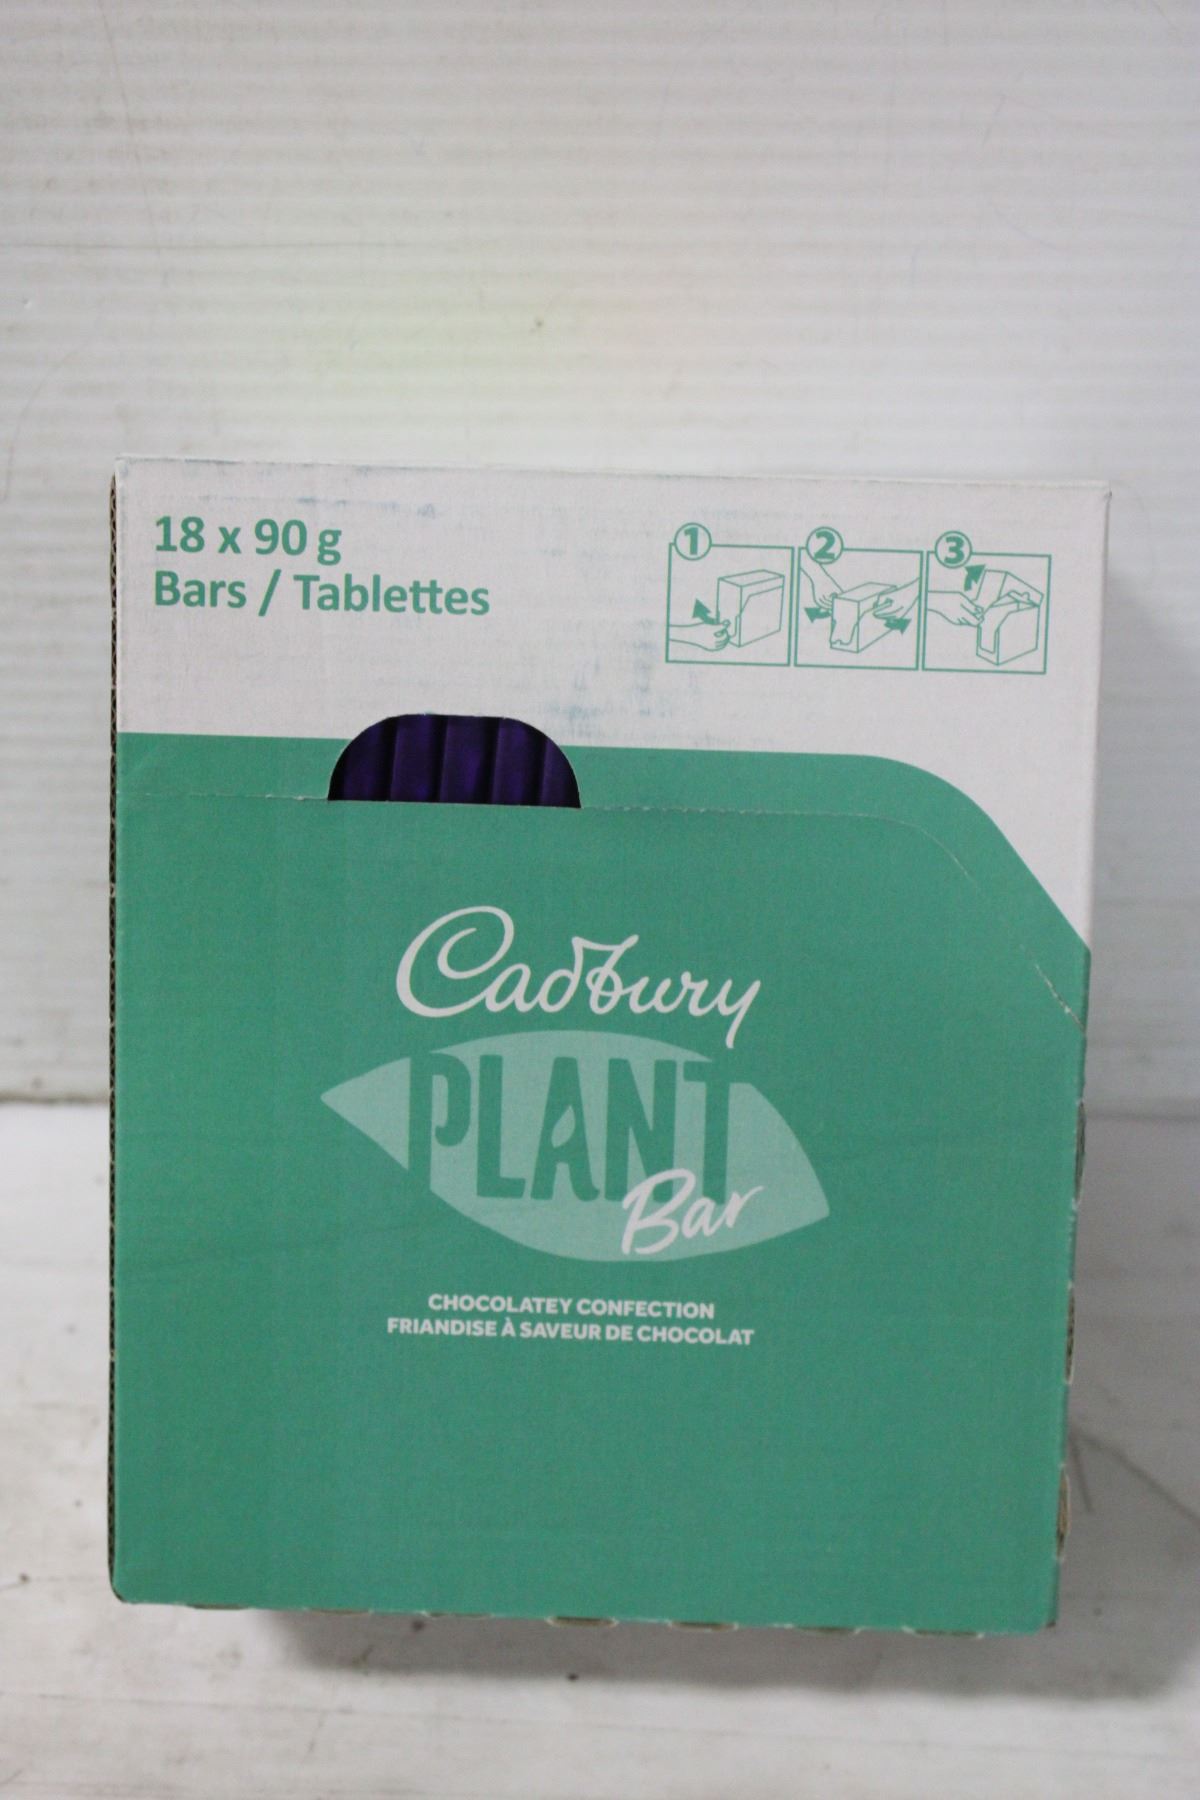 18 x 90 g
Bars / Tablettes
1 2 3
Cadbury
PLANT
Bar
CHOCOLATEY CONFECTION
FRIANDISE À SAVEUR DE CHOCOLAT